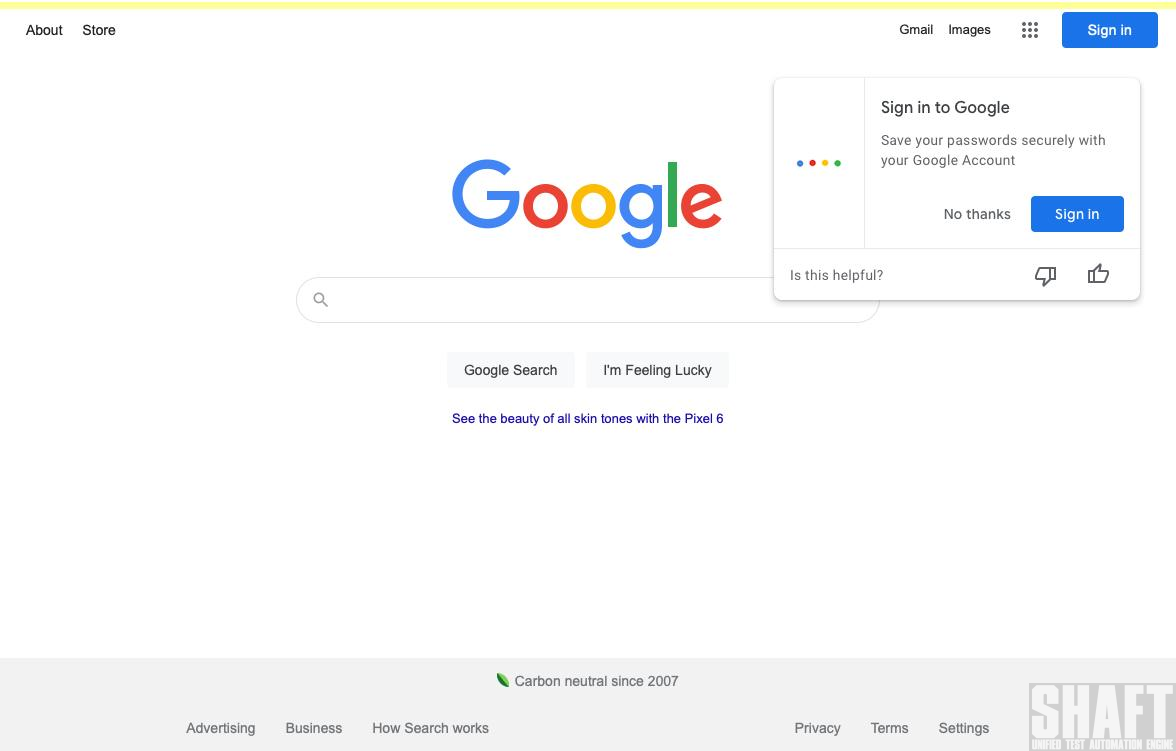 About Store Gmail Images Sign in
Sign in to Google
Save your passwords securely with
your Google Account
No thanks Sign in
Is this helpful?
Google
Google Search I'm Feeling Lucky
See the beauty of all skin tones with the Pixel 6
Carbon neutral since 2007
Advertising Business How Search works Privacy Terms Settings
SHAFT
UNIFIED TEST AUTOMATION ENGINE